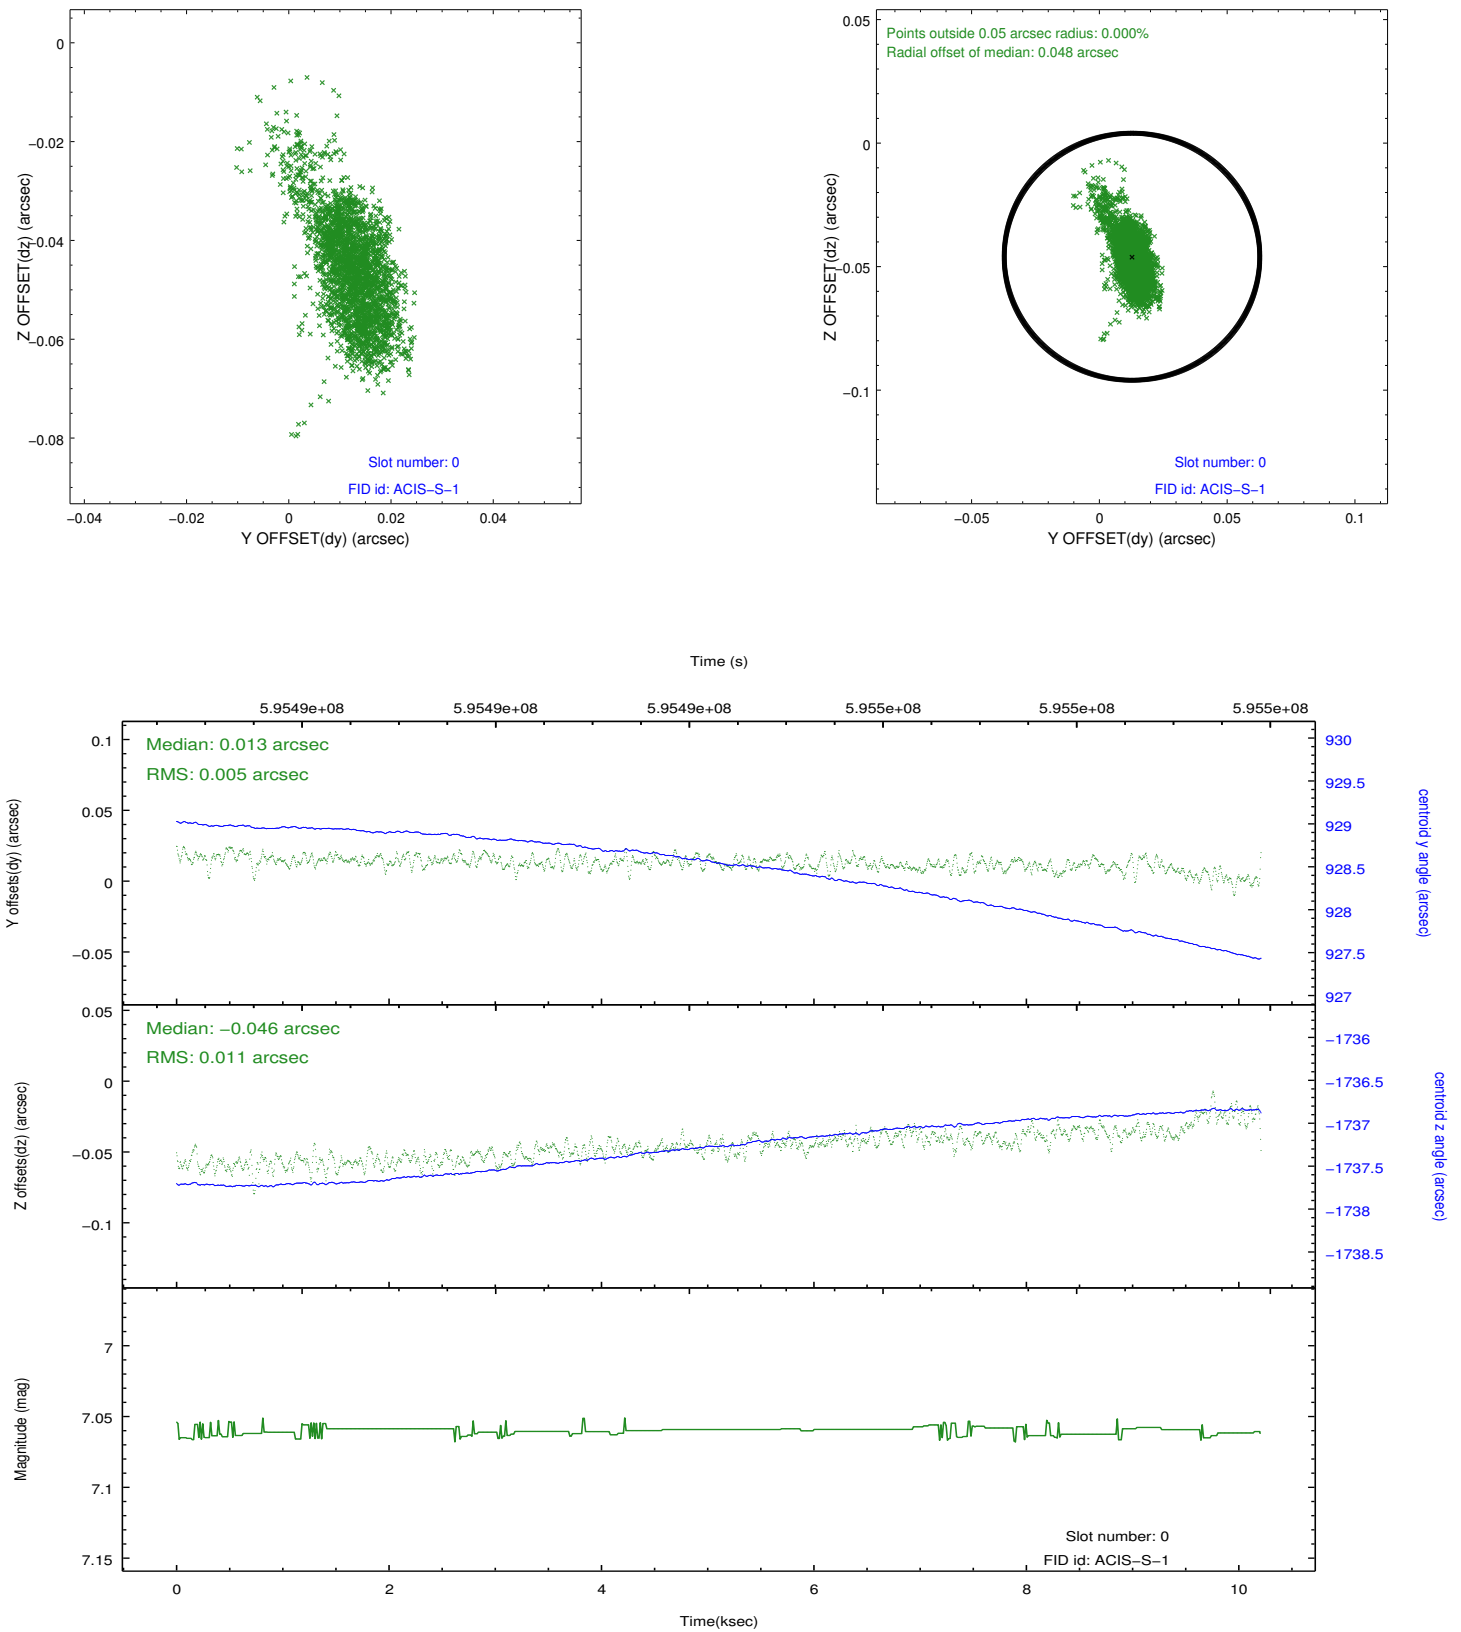 0
−0.02
−0.04
−0.06
−0.08
Z OFFSET(dz) (arcsec)
Slot number: 0
FID id: ACIS−S−1
−0.04
−0.02
0
0.02
0.04
Y OFFSET(dy) (arcsec)
0.05
0
−0.05
−0.1
Z OFFSET(dz) (arcsec)
Points outside 0.05 arcsec radius: 0.000%
Radial offset of median: 0.048 arcsec
Slot number: 0
FID id: ACIS−S−1
−0.05
0
0.05
0.1
Y OFFSET(dy) (arcsec)
Time (s)
5.9549e+08
5.9549e+08
5.9549e+08
5.955e+08
5.955e+08
5.955e+08
Median: 0.013 arcsec
RMS: 0.005 arcsec
0.1
0.05
0
−0.05
Y offsets(dy) (arcsec)
930
929.5
929
928.5
928
927.5
927
centroid y angle (arcsec)
Median: −0.046 arcsec
RMS: 0.011 arcsec
0.05
0
−0.05
−0.1
Z offsets(dz) (arcsec)
−1736
−1736.5
−1737
−1737.5
−1738
−1738.5
centroid z angle (arcsec)
7
7.05
7.1
7.15
Magnitude (mag)
Slot number: 0
FID id: ACIS−S−1
0
2
4
6
8
10
Time(ksec)